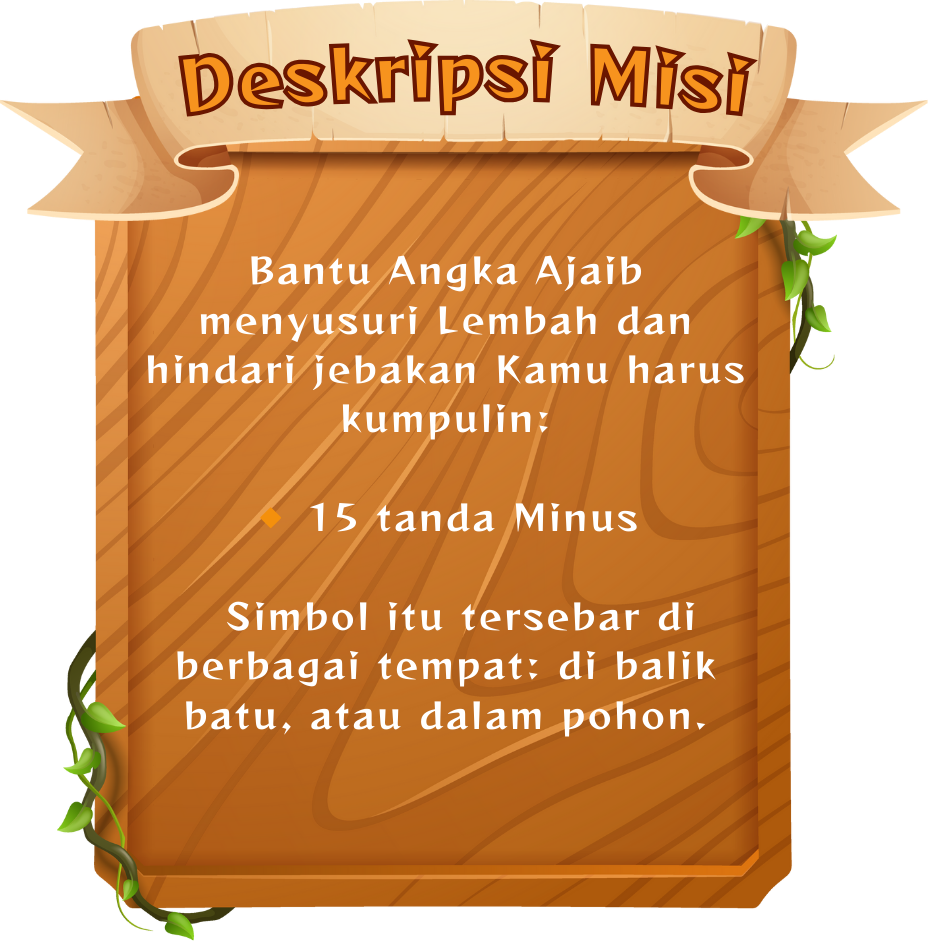 Deskripsi Misi
Bantu Angka Ajaib
menyusuri Lembah dan
hindari jebakan Kamu harus
kumpulin:
15 tanda Minus
Simbol itu tersebar di
berbagai tempat: di balik
batu, atau dalam pohon.